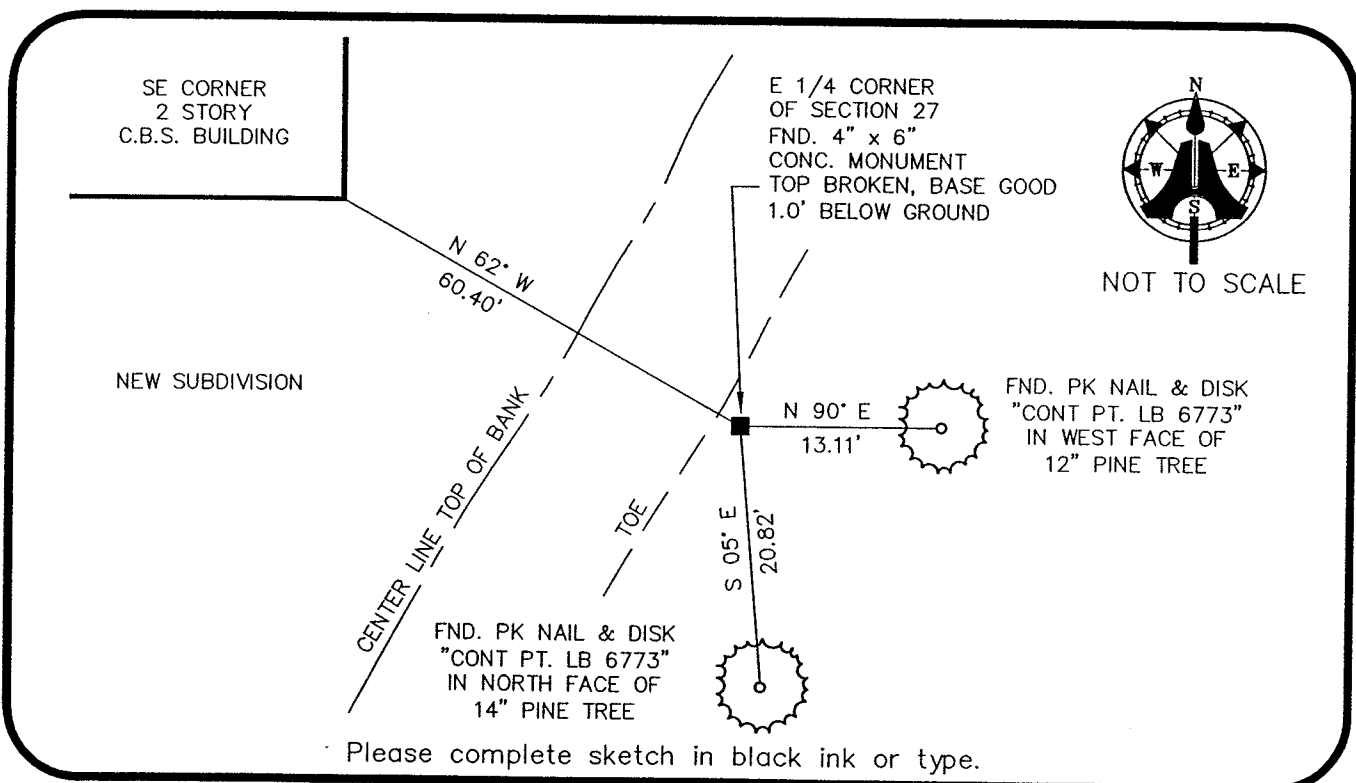 SE CORNER
2 STORY
C.B.S. BUILDING
E 1/4 CORNER
OF SECTION 27
FND. 4" x 6"
CONC. MONUMENT
TOP BROKEN, BASE GOOD
1.0' BELOW GROUND
N
W
E
S
NOT TO SCALE
N 62° W
60.40'
NEW SUBDIVISION
CENTER LINE TOP OF BANK
TOE
N 90° E
13.11'
FND. PK NAIL & DISK
"CONT PT. LB 6773"
IN WEST FACE OF
12" PINE TREE
S 05° E
20.82'
FND. PK NAIL & DISK
"CONT PT. LB 6773"
IN NORTH FACE OF
14" PINE TREE
Please complete sketch in black ink or type.